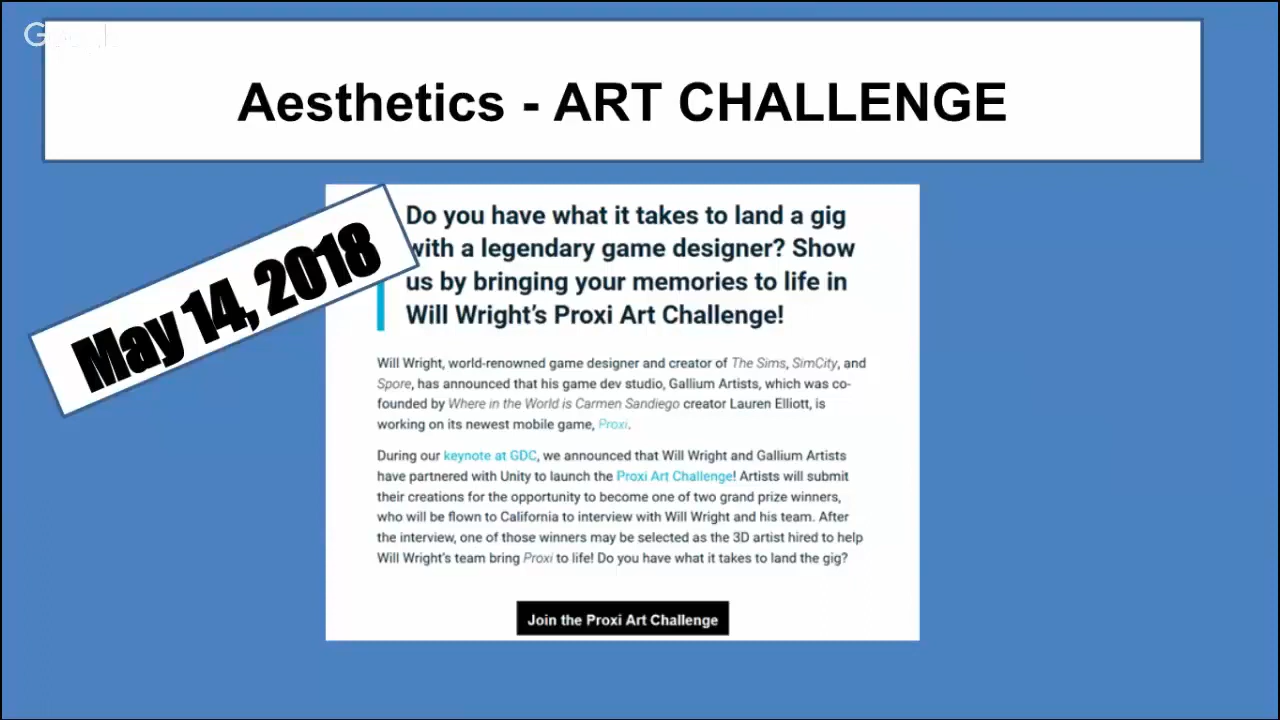 Aesthetics - ART CHALLENGE
May 14, 2018
Do you have what it takes to land a gig
with a legendary game designer? Show
us by bringing your memories to life in
Will Wright's Proxi Art Challenge!
Will Wright, world-renowned game designer and creator of The Sims, SimCity, and
Spore, has announced that his game dev studio, Gallium Artists, which was co-
founded by Where in the World is Carmen Sandiego creator Lauren Elliott, is
working on its newest mobile game, Proxi.
During our keynote at GDC, we announced that Will Wright and Gallium Artists
have partnered with Unity to launch the Proxi Art Challenge! Artists will submit
their creations for the opportunity to become one of two grand prize winners,
who will be flown to California to interview with Will Wright and his team. After
the interview, one of those winners may be selected as the 3D artist hired to help
Will Wright's team bring Proxi to life! Do you have what it takes to land the gig?
Join the Proxi Art Challenge